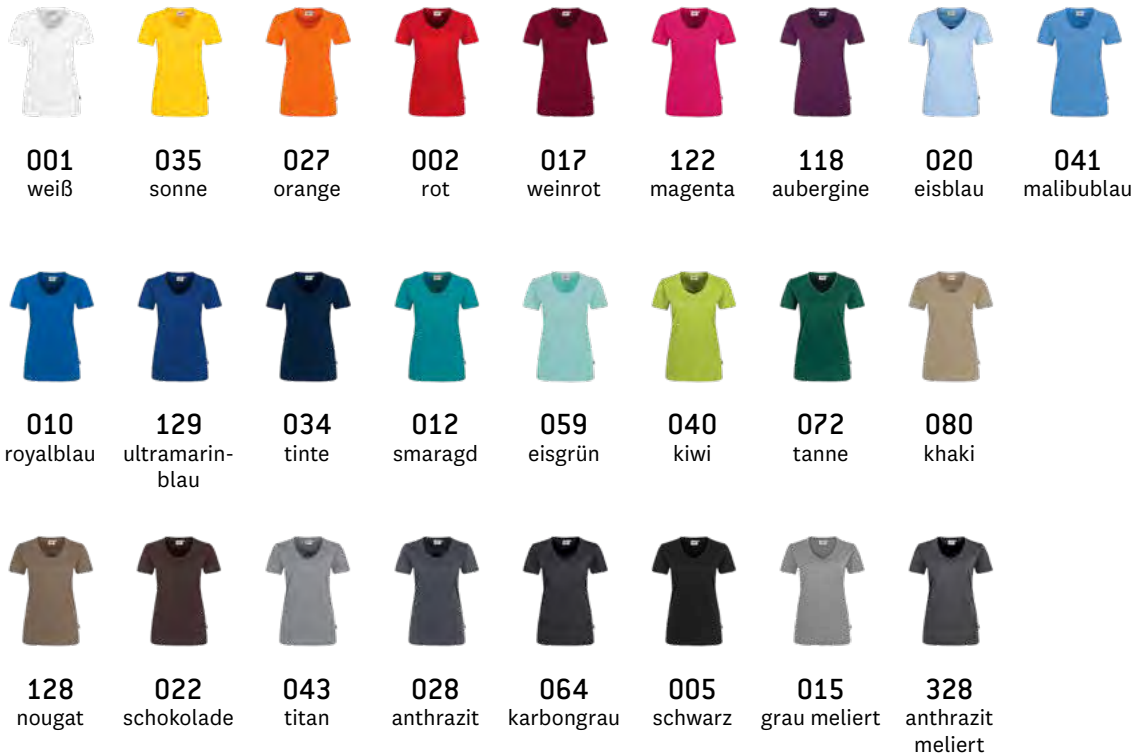 001 035 027 002 017 122 118 020 041
weiß sonne orange rot weinrot magenta aubergine eisblau malibublau
010 129 034 012 059 040 072 080
royalblau ultramarin- tinte smaragd eisgrün kiwi tanne khaki
blau
128 022 043 028 064 005 015 328
nougat schokolade titan anthrazit karbongrau schwarz grau meliert anthrazit
meliert